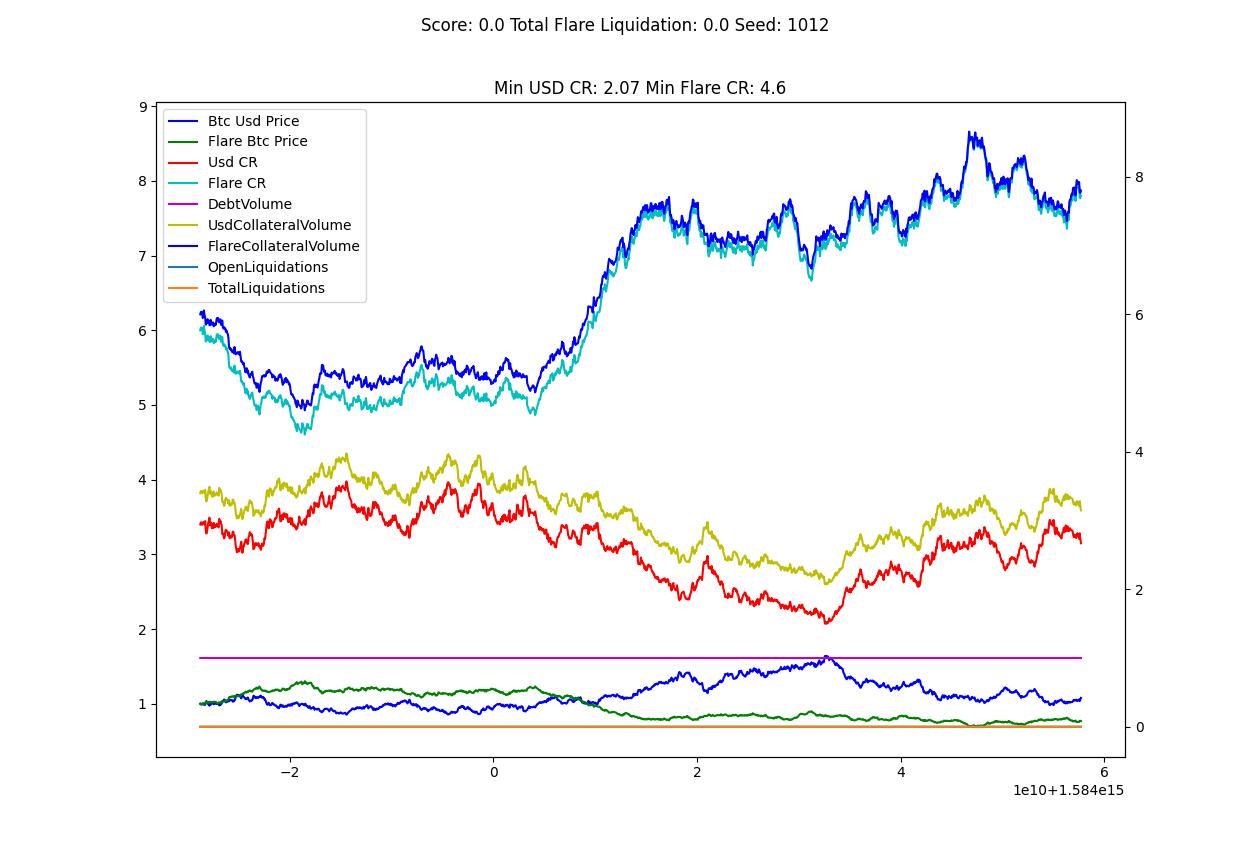 Score: 0.0 Total Flare Liquidation: 0.0 Seed: 1012
Min USD CR: 2.07 Min Flare CR: 4.6
Btc Usd Price
Flare Btc Price
Usd CR
Flare CR
DebtVolume
UsdCollateralVolume
FlareCollateralVolume
OpenLiquidations
TotalLiquidations
9
8
7
6
5
4
3
2
1
8
6
4
2
0
−2 0 2 4 6
1e10+1.584e15